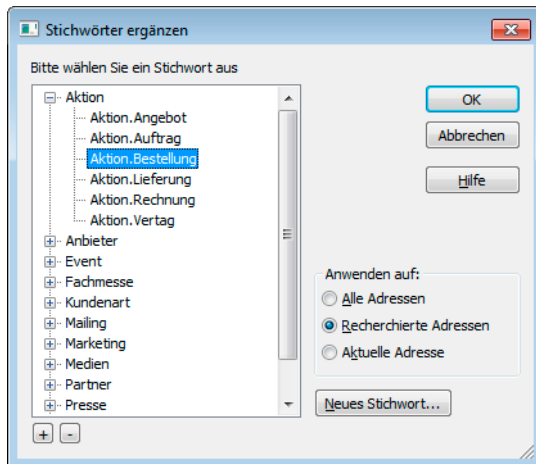 Stichwörter ergänzen
Bitte wählen Sie ein Stichwort aus
Aktion
Aktion.Angebot
Aktion.Auftrag
Aktion.Bestellung
Aktion.Lieferung
Aktion.Rechnung
Aktion.Vertag
Anbieter
Event
Fachmesse
Kundenart
Mailing
Marketing
Medien
Partner
Presse
+ -
OK
Abbrechen
Hilfe
Anwenden auf:
Alle Adressen
Recherchierte Adressen
Aktuelle Adresse
Neues Stichwort...